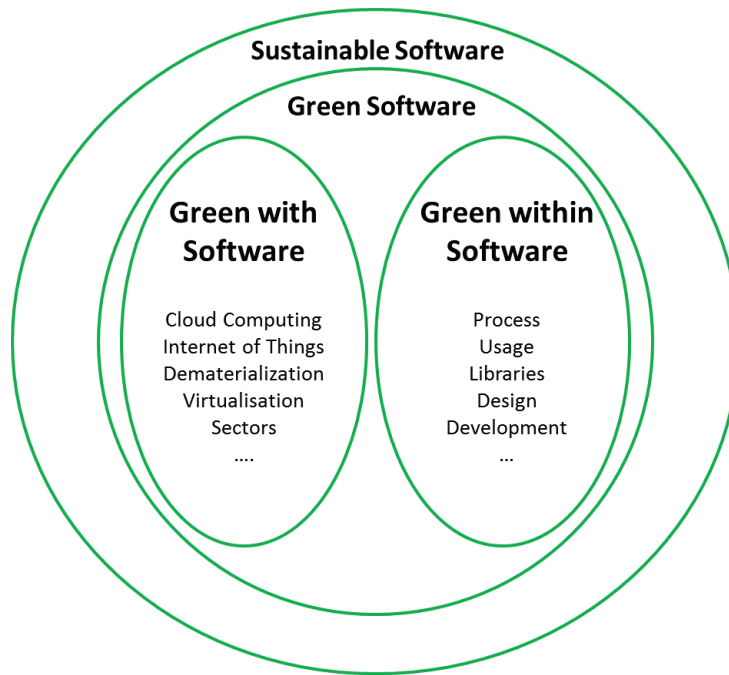 Sustainable Software
Green Software
Green with
Software
Cloud Computing
Internet of Things
Dematerialization
Virtualisation
Sectors
....
Green within
Software
Process
Usage
Libraries
Design
Development
...